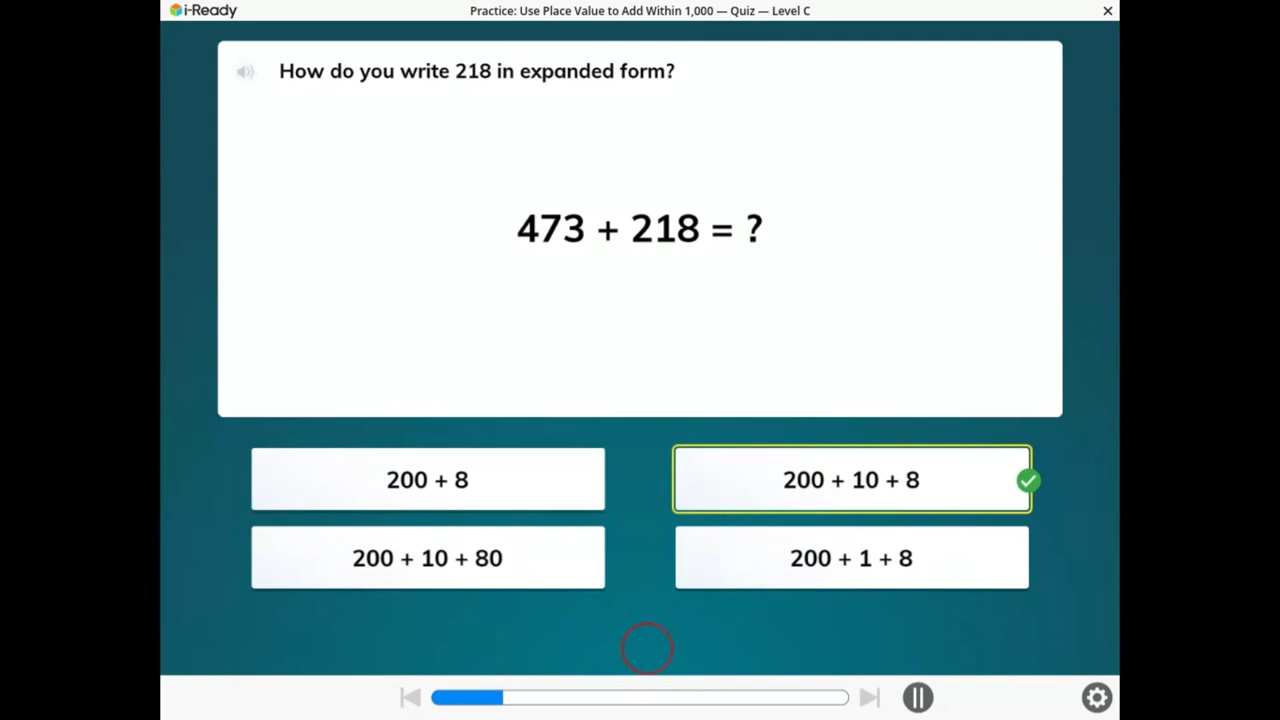 i-Ready
Practice: Use Place Value to Add Within 1,000 — Quiz — Level C
How do you write 218 in expanded form?
473 + 218 = ?
200 + 8
200 + 10 + 8
200 + 10 + 80
200 + 1 + 8